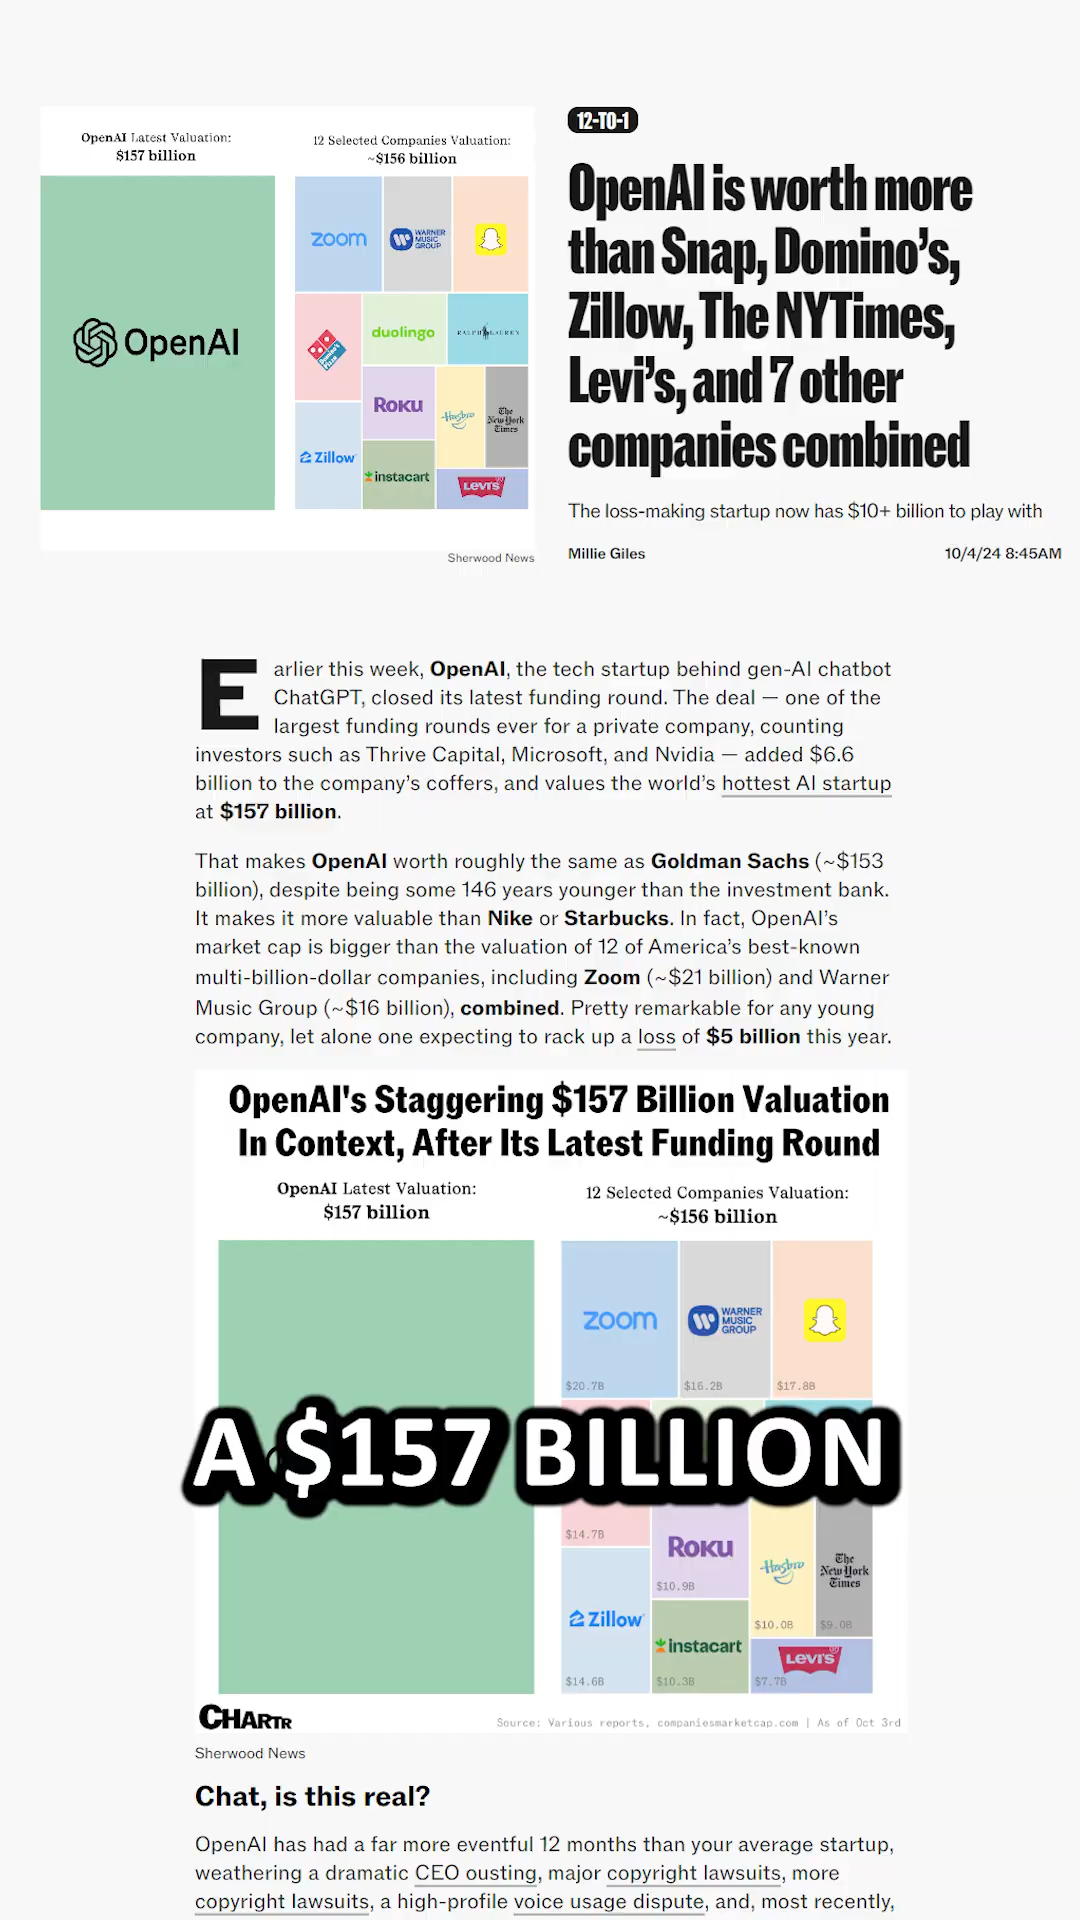 OpenAI Latest Valuation:
$157 billion
12 Selected Companies Valuation:
~$156 billion
OpenAI
zoom
WARNER
MUSIC
GROUP
Domino's
Pizza
duolingo
RALPH LAUREN
Roku
Hasbro
The
New York
Times
Zillow
instacart
LEVI'S
Sherwood News
12-TO-1
OpenAI is worth more
than Snap, Domino’s,
Zillow, The NYTimes,
Levi’s, and 7 other
companies combined
The loss-making startup now has $10+ billion to play with
Millie Giles
10/4/24 8:45AM
Earlier this week, OpenAI, the tech startup behind gen-AI chatbot
ChatGPT, closed its latest funding round. The deal — one of the
largest funding rounds ever for a private company, counting
investors such as Thrive Capital, Microsoft, and Nvidia — added $6.6
billion to the company’s coffers, and values the world’s hottest AI startup
at $157 billion.
That makes OpenAI worth roughly the same as Goldman Sachs (~$153
billion), despite being some 146 years younger than the investment bank.
It makes it more valuable than Nike or Starbucks. In fact, OpenAI’s
market cap is bigger than the valuation of 12 of America’s best-known
multi-billion-dollar companies, including Zoom (~$21 billion) and Warner
Music Group (~$16 billion), combined. Pretty remarkable for any young
company, let alone one expecting to rack up a loss of $5 billion this year.
OpenAI's Staggering $157 Billion Valuation
In Context, After Its Latest Funding Round
OpenAI Latest Valuation:
$157 billion
12 Selected Companies Valuation:
~$156 billion
zoom
$20.7B
WARNER
MUSIC
GROUP
$16.2B
$17.8B
A $157 BILLION
$14.7B
Roku
$10.9B
Hasbro
$10.0B
The
New York
Times
$9.0B
Zillow
$14.6B
instacart
$10.3B
LEVI'S
$7.7B
CHARTR
Source: Various reports, companiesmarketcap.com | As of Oct 3rd
Sherwood News
Chat, is this real?
OpenAI has had a far more eventful 12 months than your average startup,
weathering a dramatic CEO ousting, major copyright lawsuits, more
copyright lawsuits, a high-profile voice usage dispute, and, most recently,